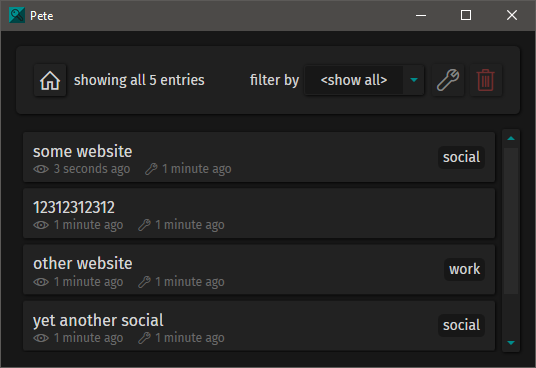 Pete
showing all 5 entries filter by <show all>
some website
3 seconds ago 1 minute ago
social
12312312312
1 minute ago 1 minute ago
other website
1 minute ago 1 minute ago
work
yet another social
1 minute ago 1 minute ago
social